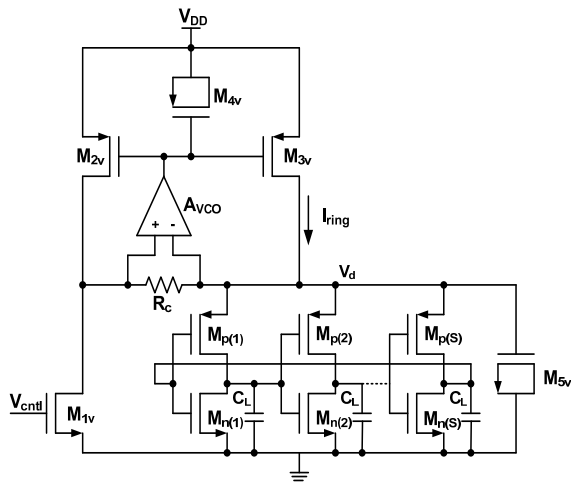 VDD
M4v
M2v
M3v
AVCO
+ -
Iring
Vd
Rc
Mp(1)
Mp(2)
Mp(S)
M5v
Vcntl
M1v
CL
CL
CL
Mn(1)
Mn(2)
Mn(S)